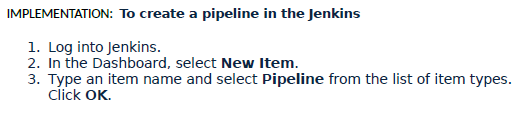 IMPLEMENTATION: To create a pipeline in the Jenkins
1. Log into Jenkins.
2. In the Dashboard, select New Item.
3. Type an item name and select Pipeline from the list of item types.
Click OK.